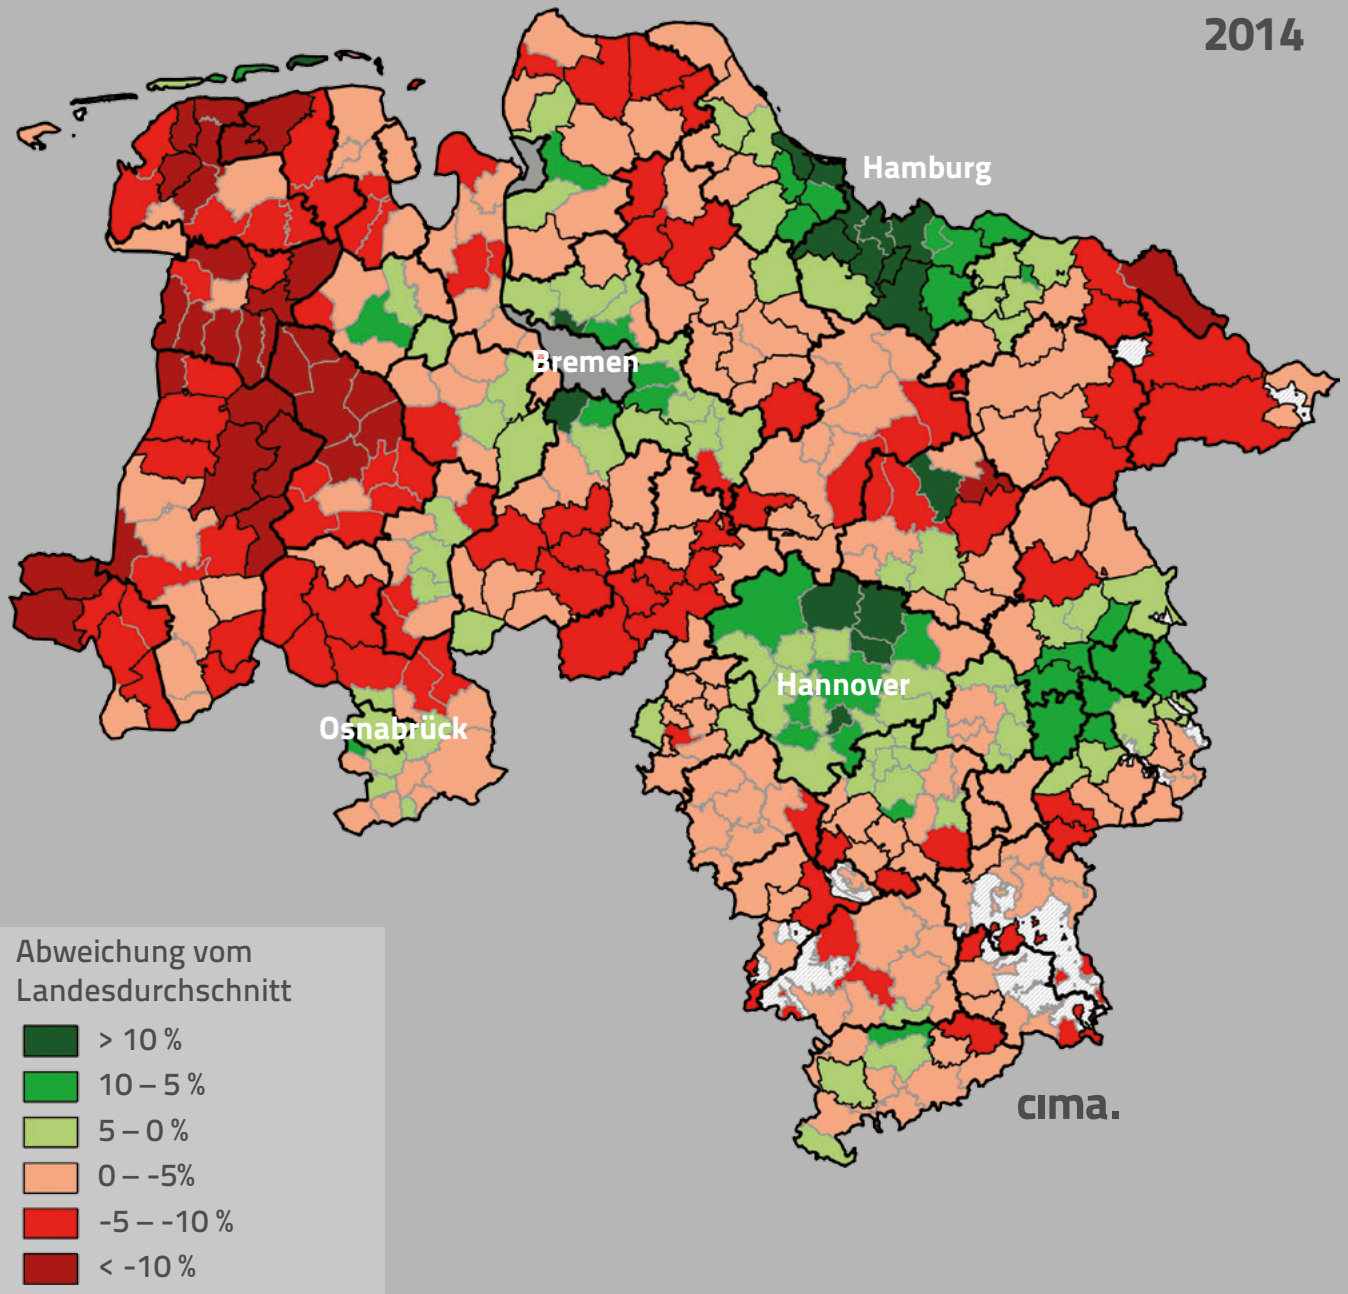 2014
Hamburg
Bremen
Hannover
Osnabrück
Abweichung vom
Landesdurchschnitt
> 10 %
10 – 5 %
5 – 0 %
0 – -5%
-5 – -10 %
< -10 %
cıma.